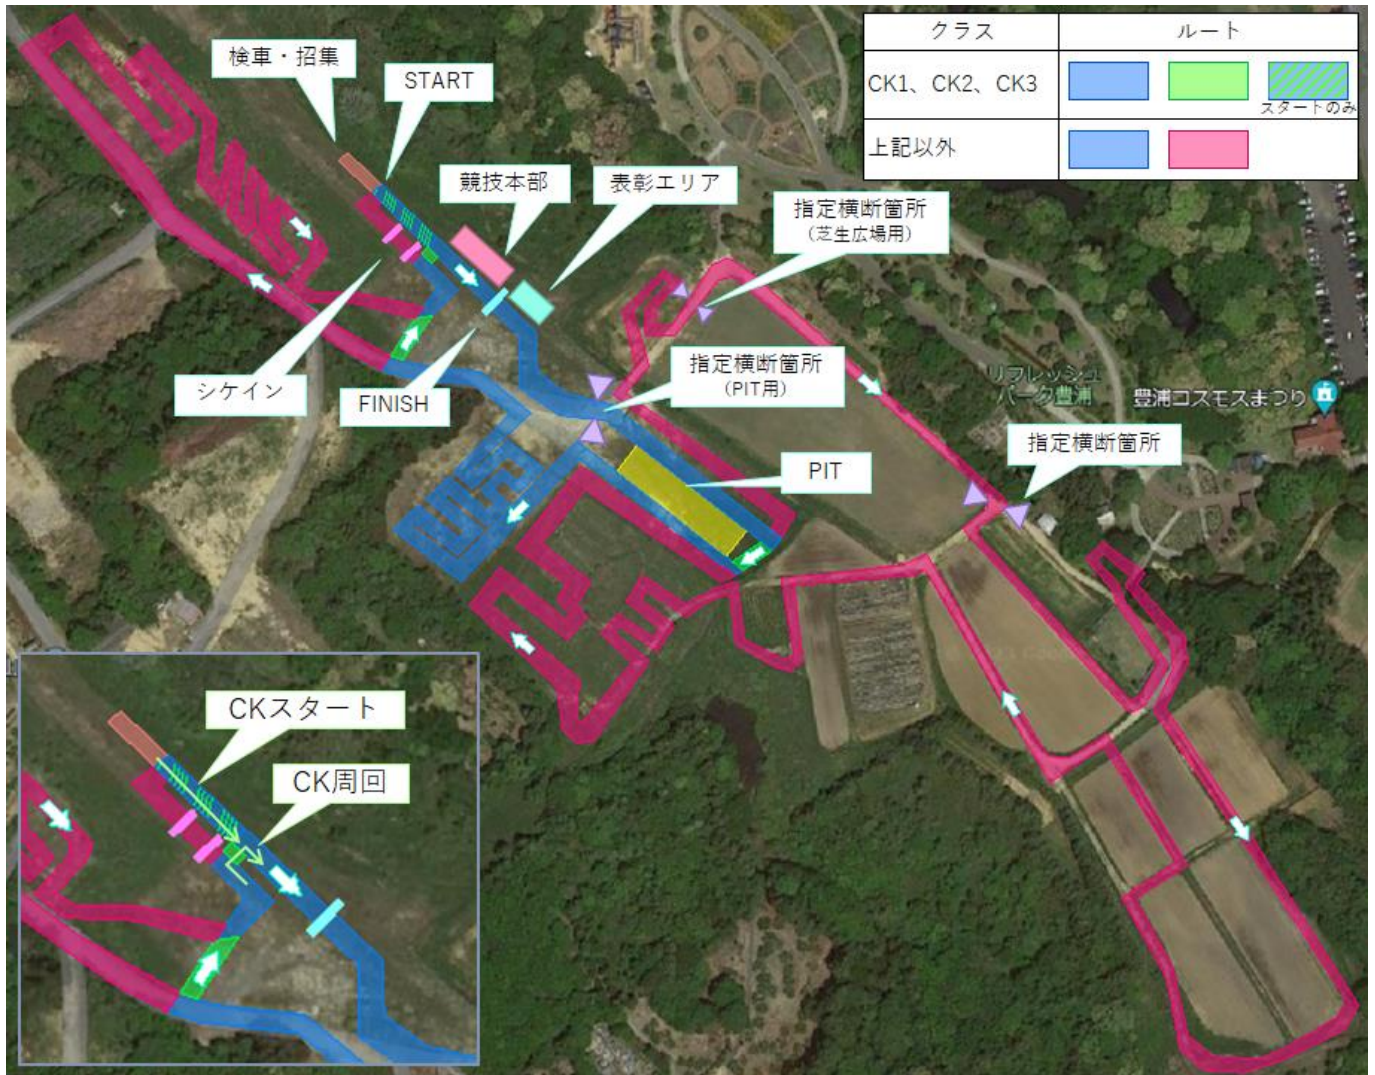 検車・招集
START
競技本部
表彰エリア
指定横断箇所
(芝生広場用)
クラス
ルート
CK1、CK2、CK3
スタートのみ
上記以外
シケイン
FINISH
指定横断箇所
(PIT用)
リフレッシュ
パーク豊浦
豊浦コスモスまつり
指定横断箇所
PIT
CKスタート
CK周回